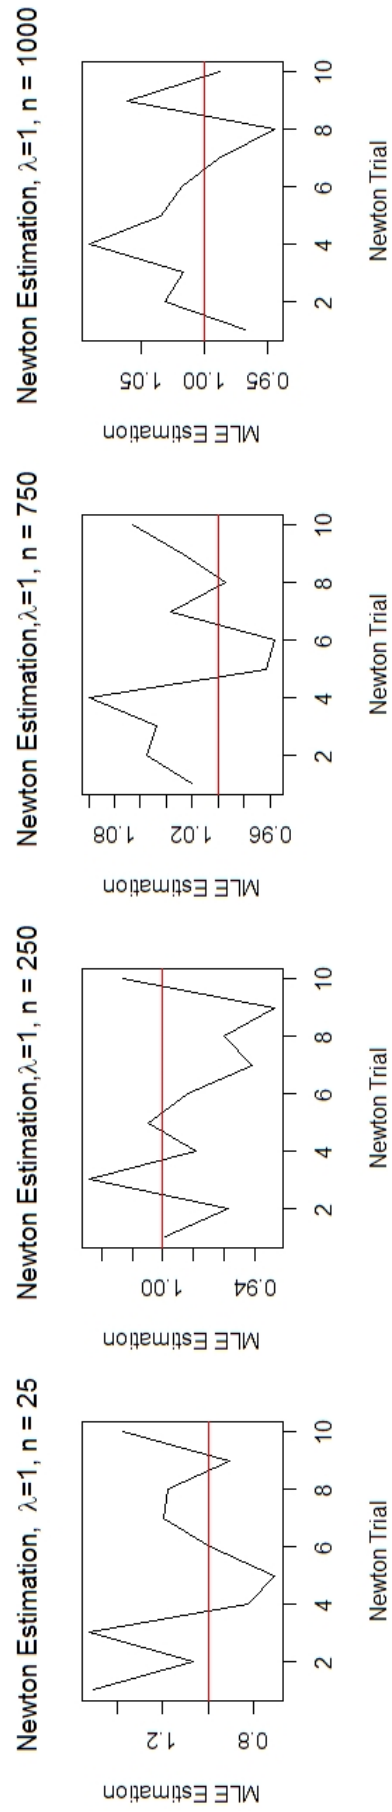 Newton Estimation, λ=1, n = 25
MLE Estimation
1.2
0.8
2 4 6 8 10
Newton Trial
Newton Estimation,λ=1, n = 250
MLE Estimation
1.00
0.94
2 4 6 8 10
Newton Trial
Newton Estimation,λ=1, n = 750
MLE Estimation
1.08
1.02
0.96
2 4 6 8 10
Newton Trial
Newton Estimation, λ=1, n = 1000
MLE Estimation
1.05
1.00
0.95
2 4 6 8 10
Newton Trial